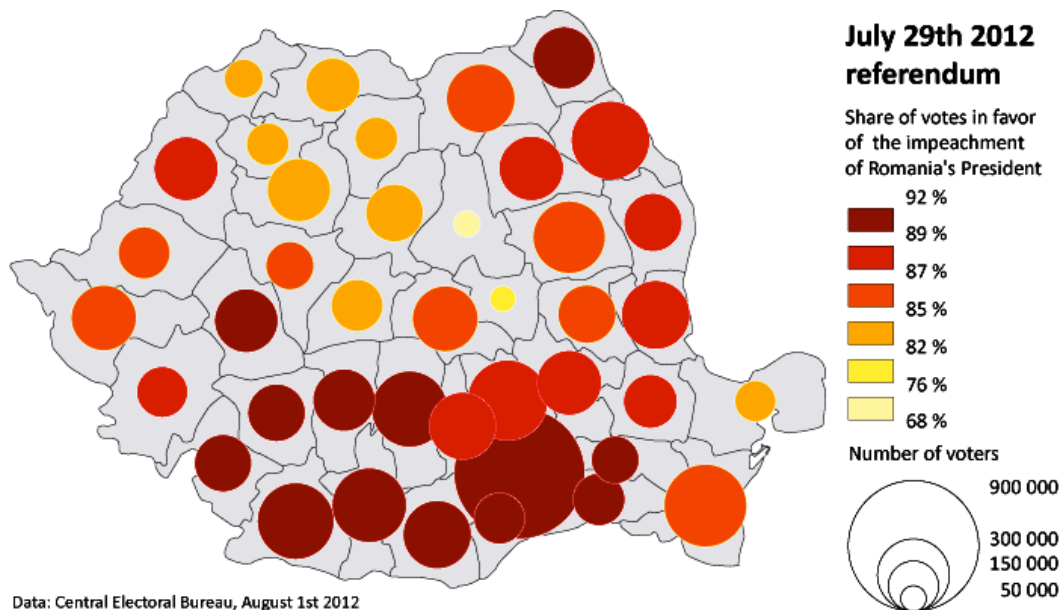 July 29th 2012
referendum
Share of votes in favor
of the impeachment
of Romania's President
92 %
89 %
87 %
85 %
82 %
76 %
68 %
Number of voters
900 000
300 000
150 000
50 000
Data: Central Electoral Bureau, August 1st 2012